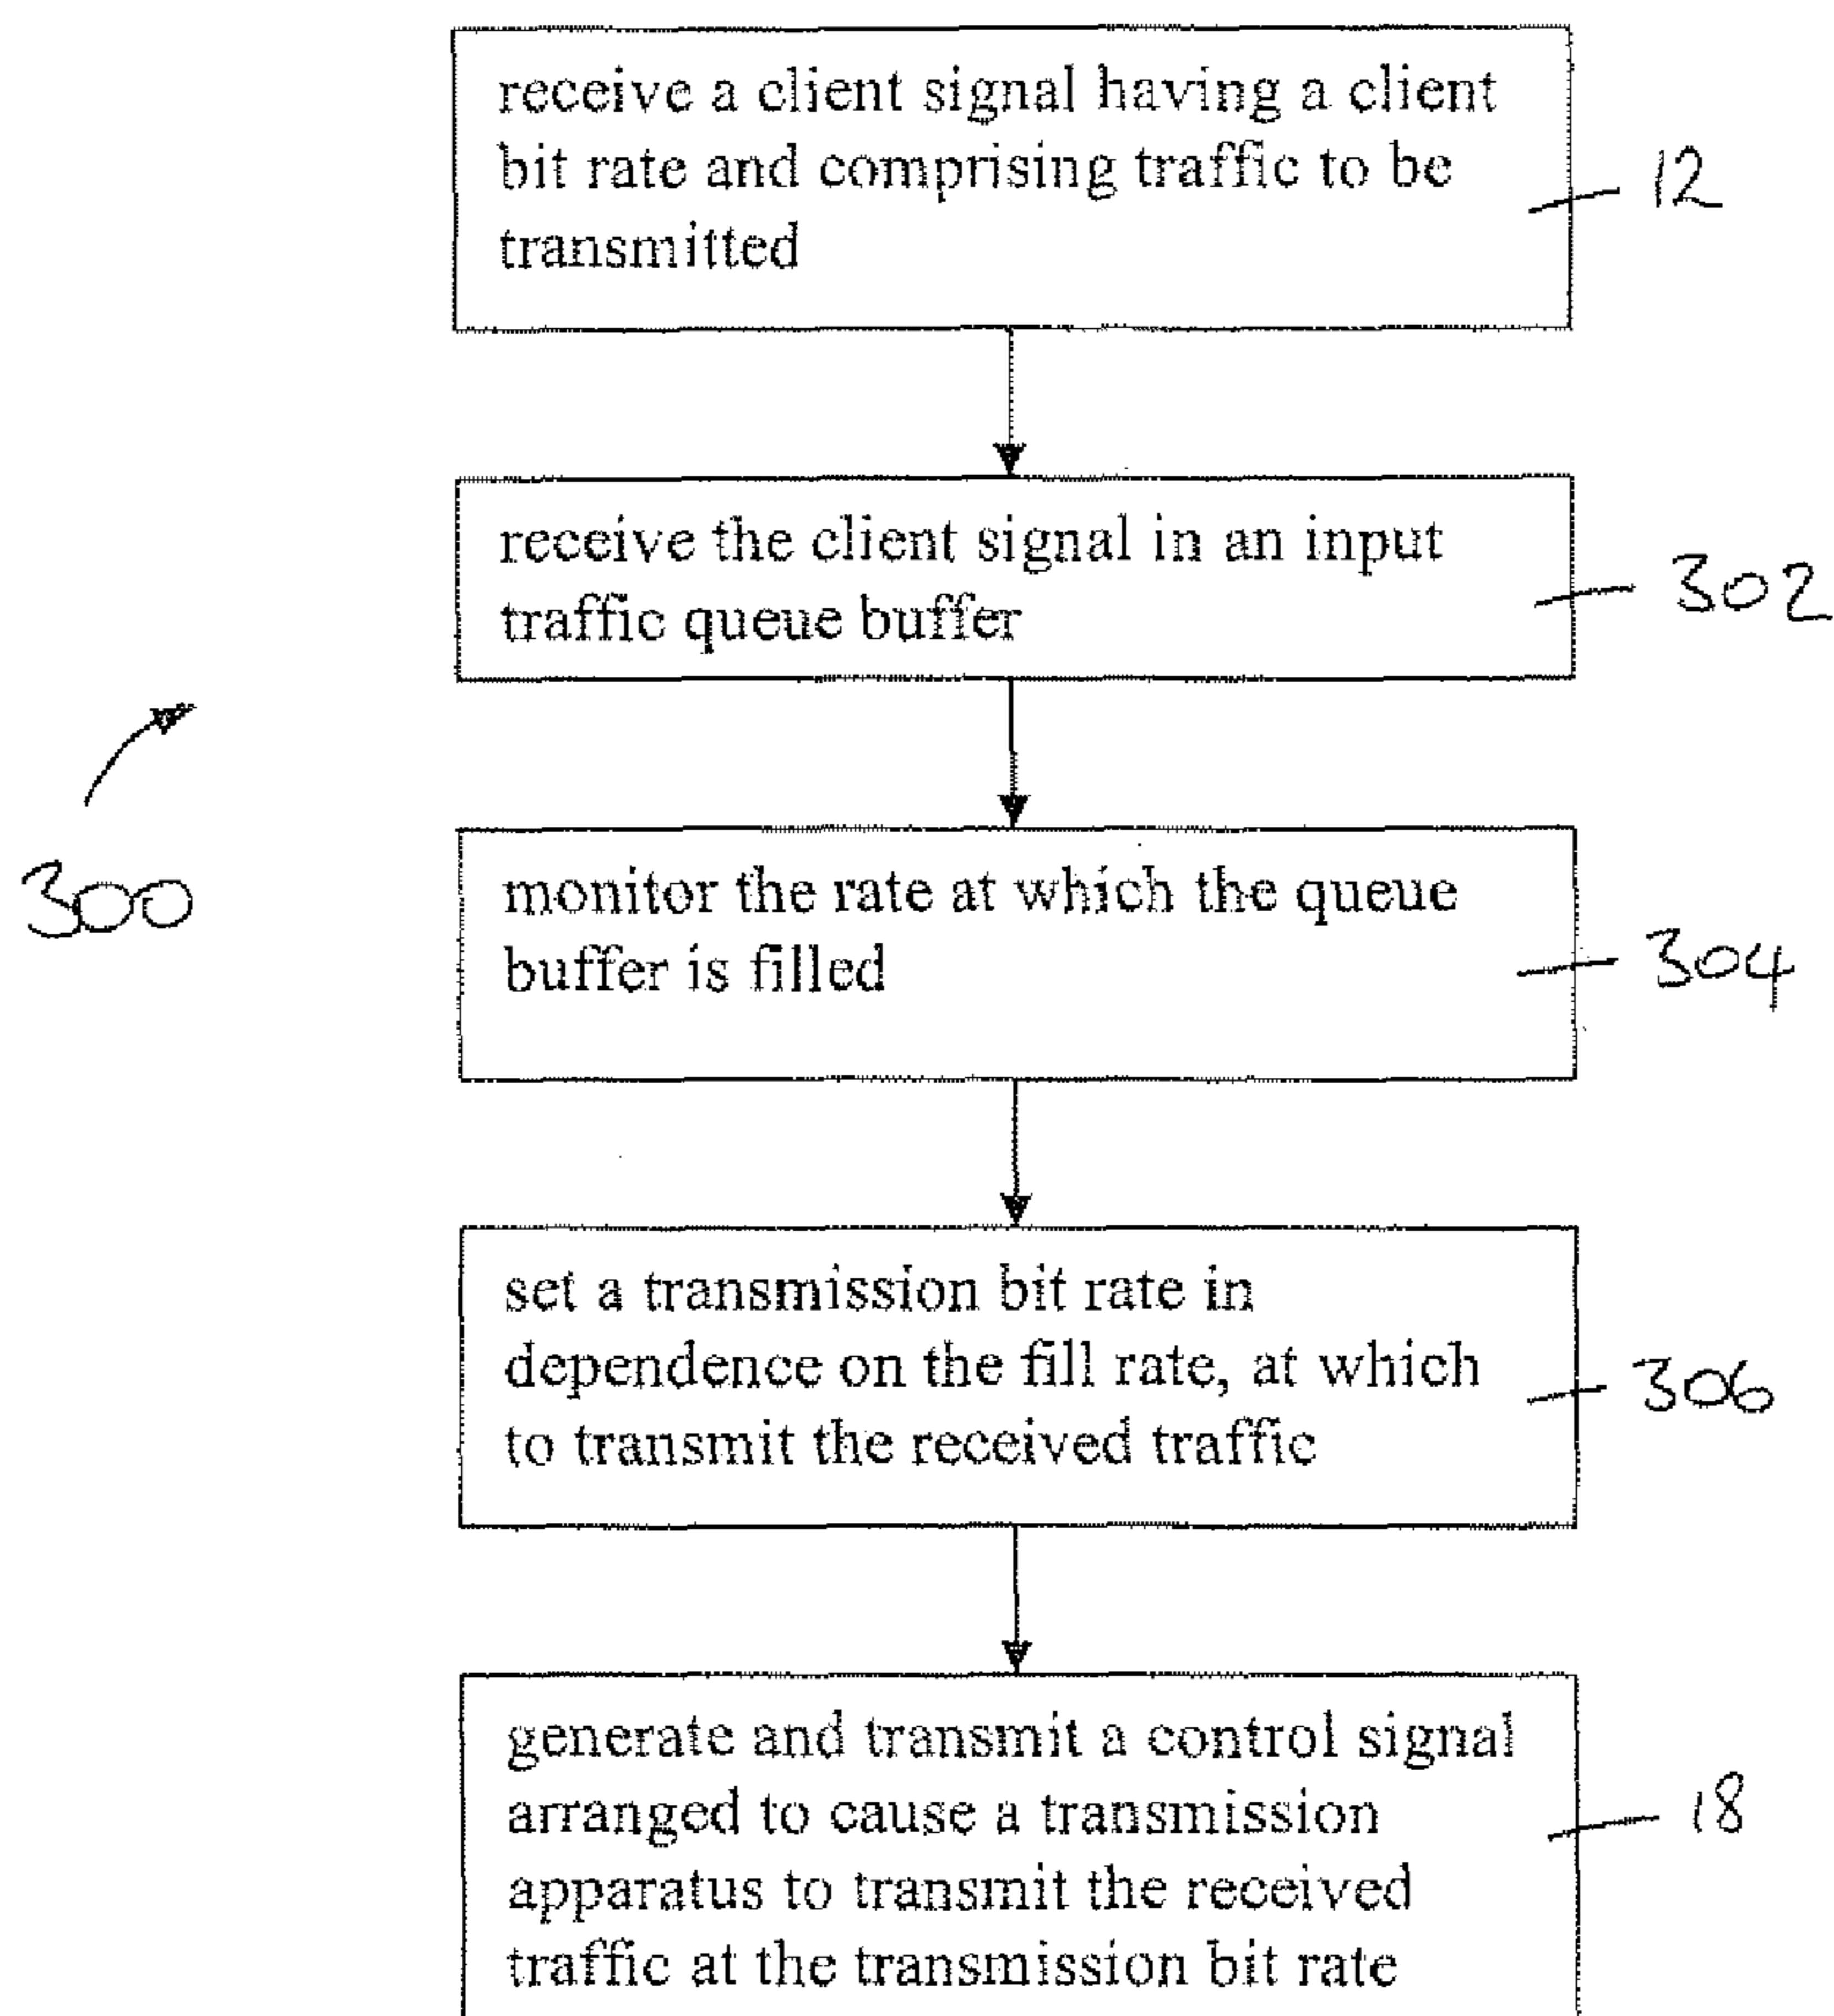 receive a client signal having a client
bit rate and comprising traffic to be
transmitted
12
receive the client signal in an input
traffic queue buffer
302
300
monitor the rate at which the queue
buffer is filled
304
set a transmission bit rate in
dependence on the fill rate, at which
to transmit the received traffic
306
generate and transmit a control signal
arranged to cause a transmission
apparatus to transmit the received
traffic at the transmission bit rate
18